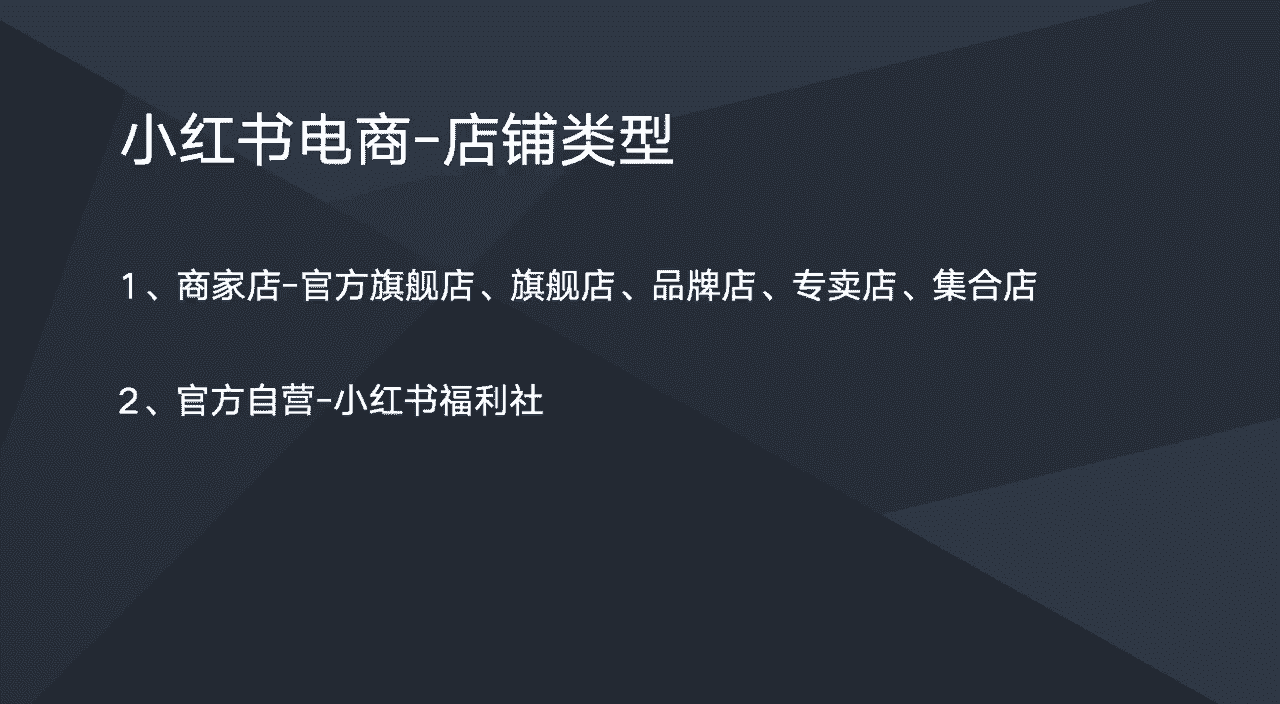 小红书电商-店铺类型
1、商家店-官方旗舰店、旗舰店、品牌店、专卖店、集合店
2、官方自营-小红书福利社